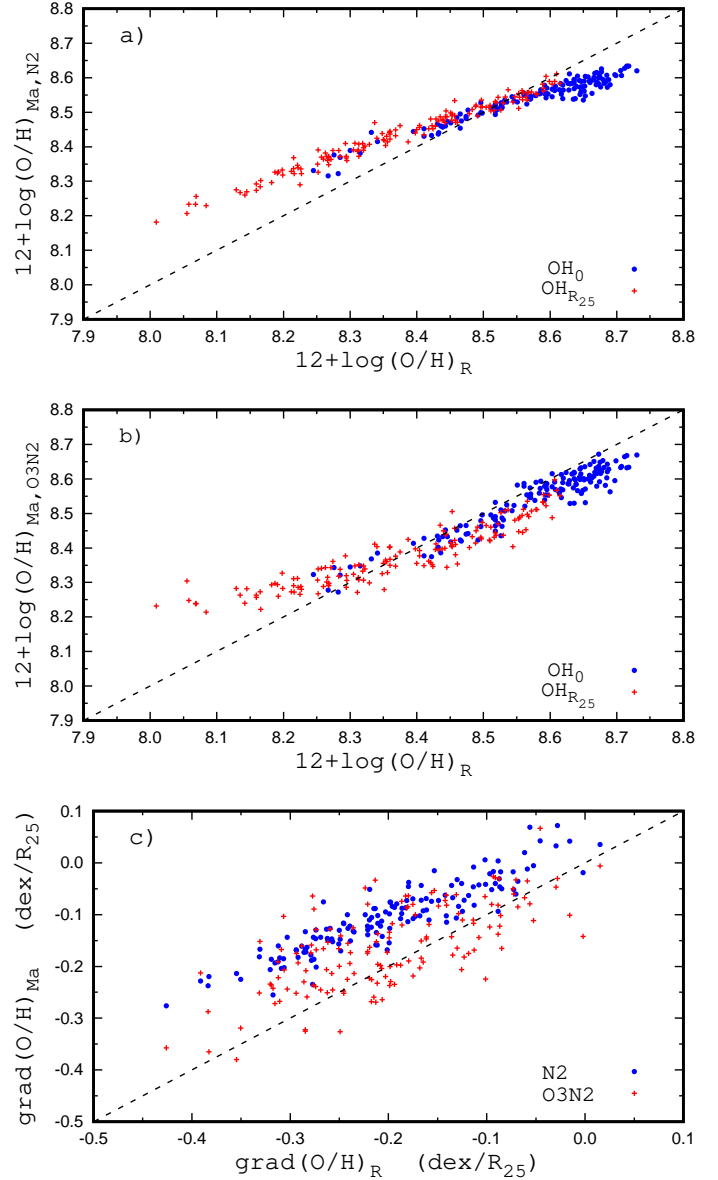 a)
12+log(O/H)Ma,N2
8.8
8.7
8.6
8.5
8.4
8.3
8.2
8.1
8.0
7.9
OH0
OHR25
7.9 8.0 8.1 8.2 8.3 8.4 8.5 8.6 8.7 8.8
12+log(O/H)R
b)
12+log(O/H)Ma,O3N2
8.8
8.7
8.6
8.5
8.4
8.3
8.2
8.1
8.0
7.9
OH0
OHR25
7.9 8.0 8.1 8.2 8.3 8.4 8.5 8.6 8.7 8.8
12+log(O/H)R
c)
grad(O/H)Ma (dex/R25)
0.1
0.0
-0.1
-0.2
-0.3
-0.4
-0.5
N2
O3N2
-0.5 -0.4 -0.3 -0.2 -0.1 0.0 0.1
grad(O/H)R (dex/R25)